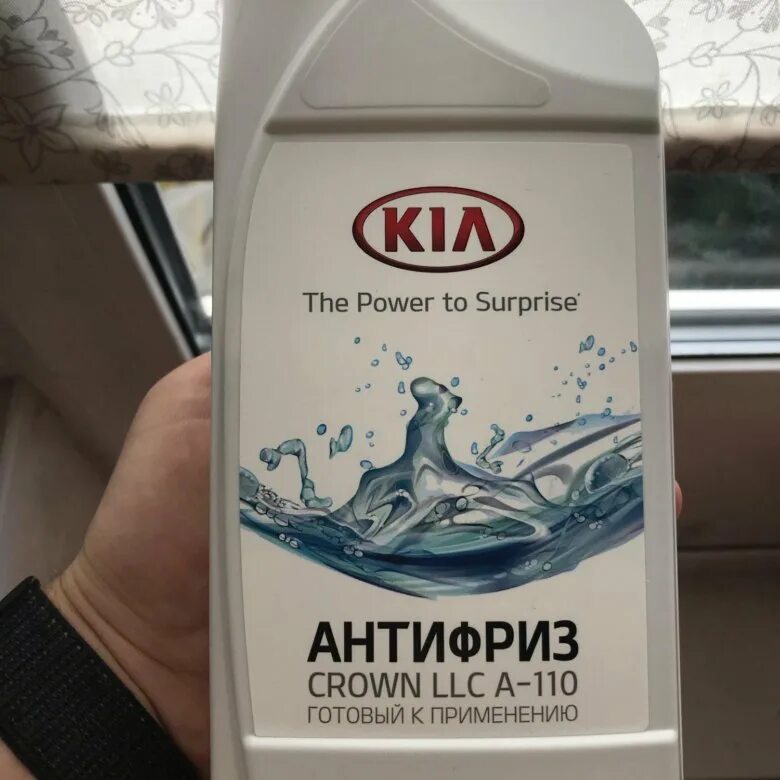 KIA
The Power to Surprise
АНТИФРИЗ
CROWN LLC A-110
ГОТОВЫЙ К ПРИМЕНЕНИЮ